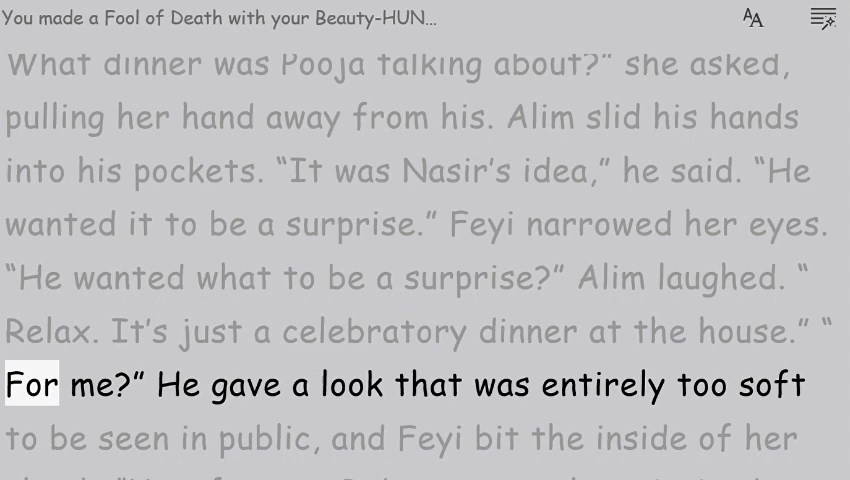 You made a Fool of Death with your Beauty-HUN...
What dinner was Pooja talking about?” she asked,
pulling her hand away from his. Alim slid his hands
into his pockets. “It was Nasir’s idea,” he said. “He
wanted it to be a surprise.” Feyi narrowed her eyes.
“He wanted what to be a surprise?” Alim laughed. “
Relax. It’s just a celebratory dinner at the house.” “
For me?” He gave a look that was entirely too soft
to be seen in public, and Feyi bit the inside of her